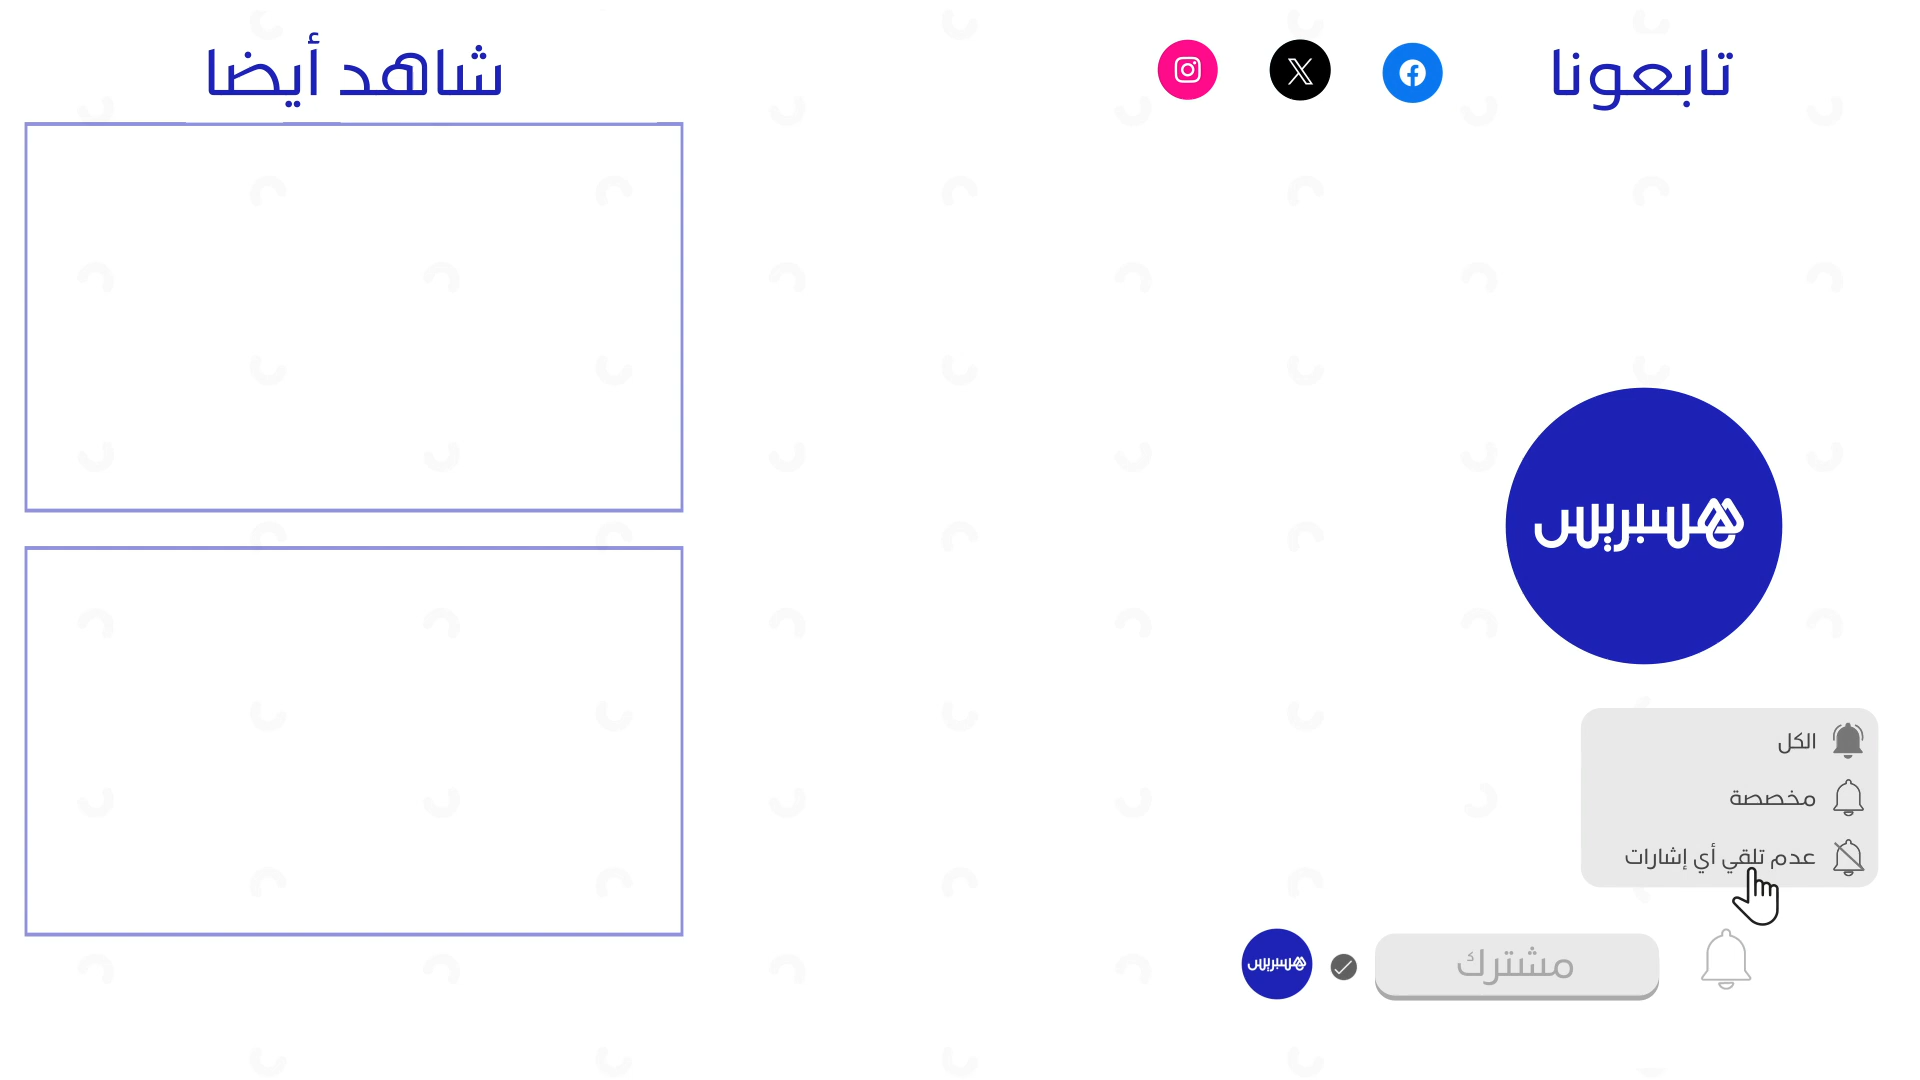 تابعونا
شاهد أيضا
هسبريس
الكل
مخصصة
عدم تلقي أي إشارات
مشترك
هسبريس